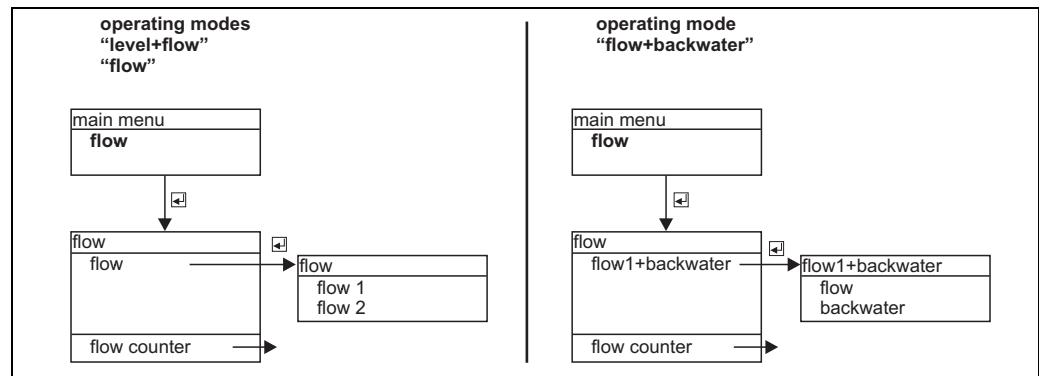 operating modes
“level+flow”
“flow”
main menu
flow
flow
flow
flow counter
flow
flow 1
flow 2
operating mode
“flow+backwater”
main menu
flow
flow
flow1+backwater
flow counter
flow1+backwater
flow
backwater